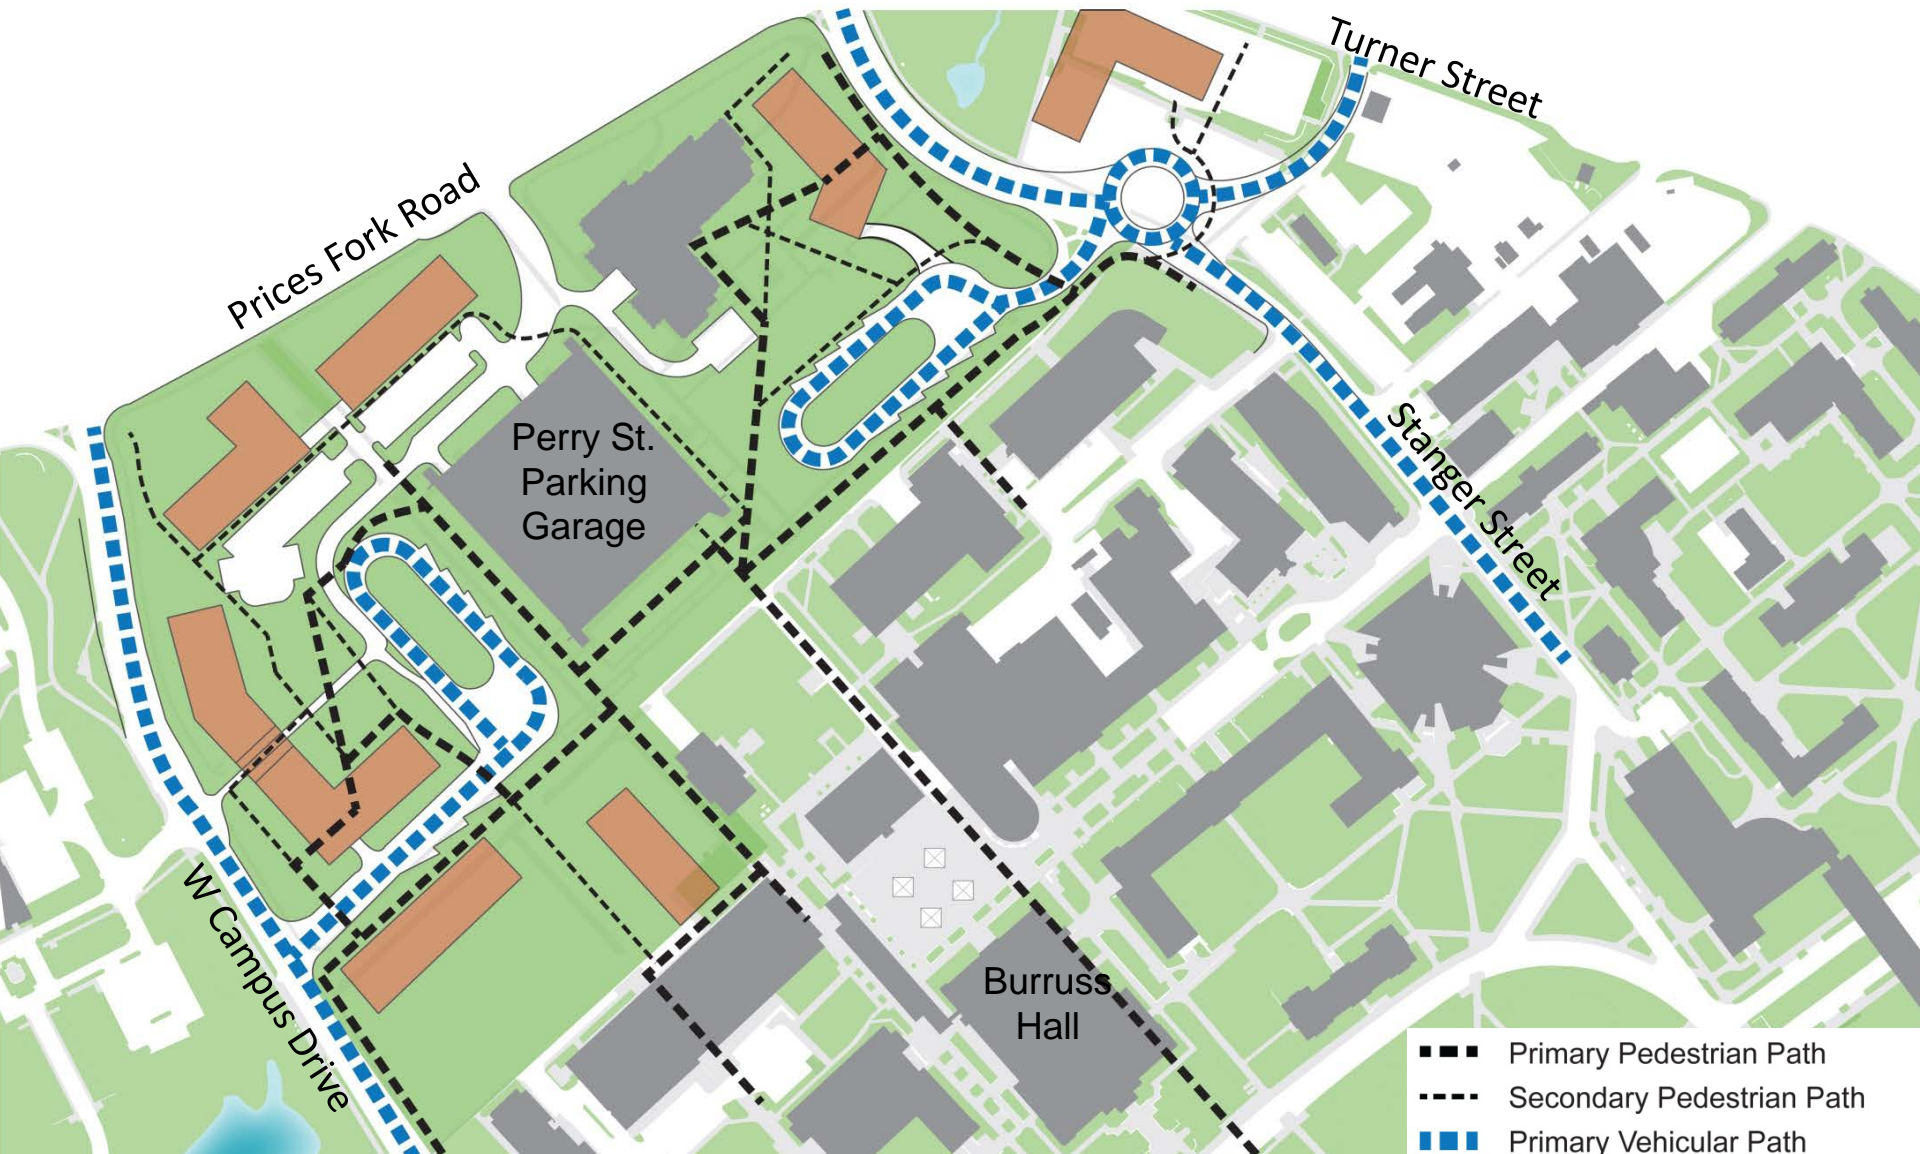 Turner Street
Prices Fork Road
Perry St.
Parking
Garage
Stanger Street
W Campus Drive
Burruss
Hall
Primary Pedestrian Path
Secondary Pedestrian Path
Primary Vehicular Path